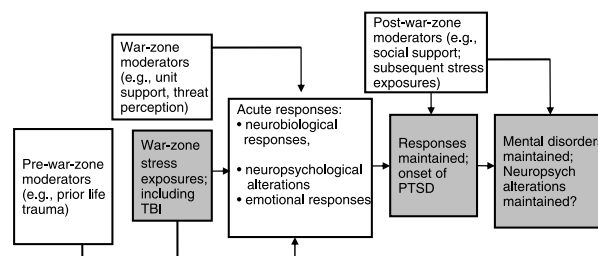 War-zone
moderators
(e.g., unit
support, threat
perception)
Post-war-zone
moderators (e.g.,
social support;
subsequent stress
exposures)
Pre-war-zone
moderators
(e.g., prior life
trauma)
War-zone
stress
exposures;
including
TBI
Acute responses:
• neurobiological
responses,
• neuropsychological
alterations
• emotional responses
Responses
maintained;
onset of
PTSD
Mental disorders
maintained;
Neuropsych
alterations
maintained?